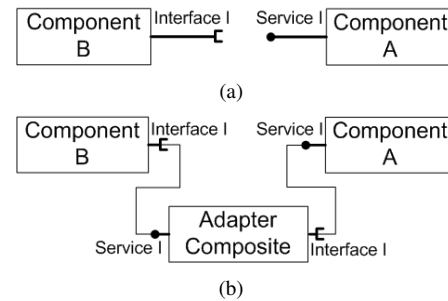 Component B
Interface I
Service I
Component A
(a)
Component B
Interface I
Service I
Component A
Service I
Adapter Composite
Interface I
(b)